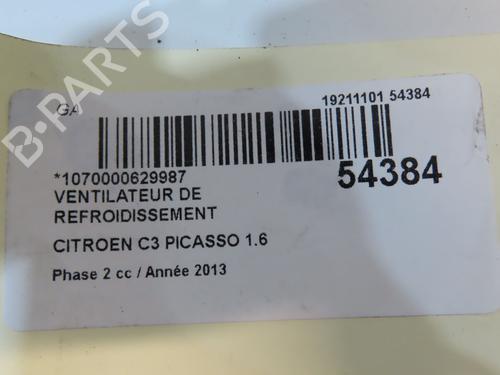 B-PARTS
GA
19211101 54384
*1070000629987
54384
VENTILATEUR DE
REFROIDISSEMENT
CITROEN C3 PICASSO 1.6
Phase 2 cc / Année 2013